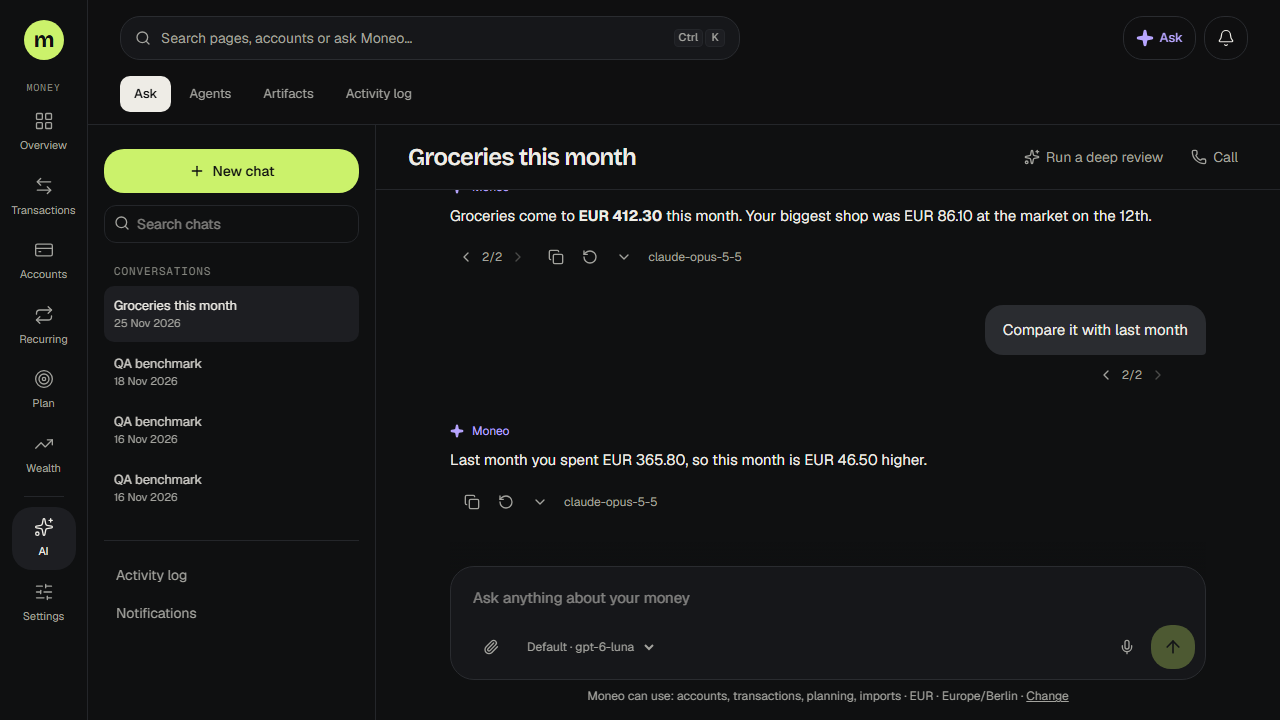 m
Search pages, accounts or ask Moneo...
Ctrl K
Ask
MONEY
Overview
Transactions
Accounts
Recurring
Plan
Wealth
AI
Settings
Ask Agents Artifacts Activity log
New chat
Search chats
CONVERSATIONS
Groceries this month
25 Nov 2026
QA benchmark
18 Nov 2026
QA benchmark
16 Nov 2026
QA benchmark
16 Nov 2026
Activity log
Notifications
Groceries this month
Run a deep review
Call
Groceries come to EUR 412.30 this month. Your biggest shop was EUR 86.10 at the market on the 12th.
2/2 claude-opus-5-5
Compare it with last month
2/2
Moneo
Last month you spent EUR 365.80, so this month is EUR 46.50 higher.
claude-opus-5-5
Ask anything about your money
Default · gpt-6-luna
Moneo can use: accounts, transactions, planning, imports · EUR · Europe/Berlin · Change